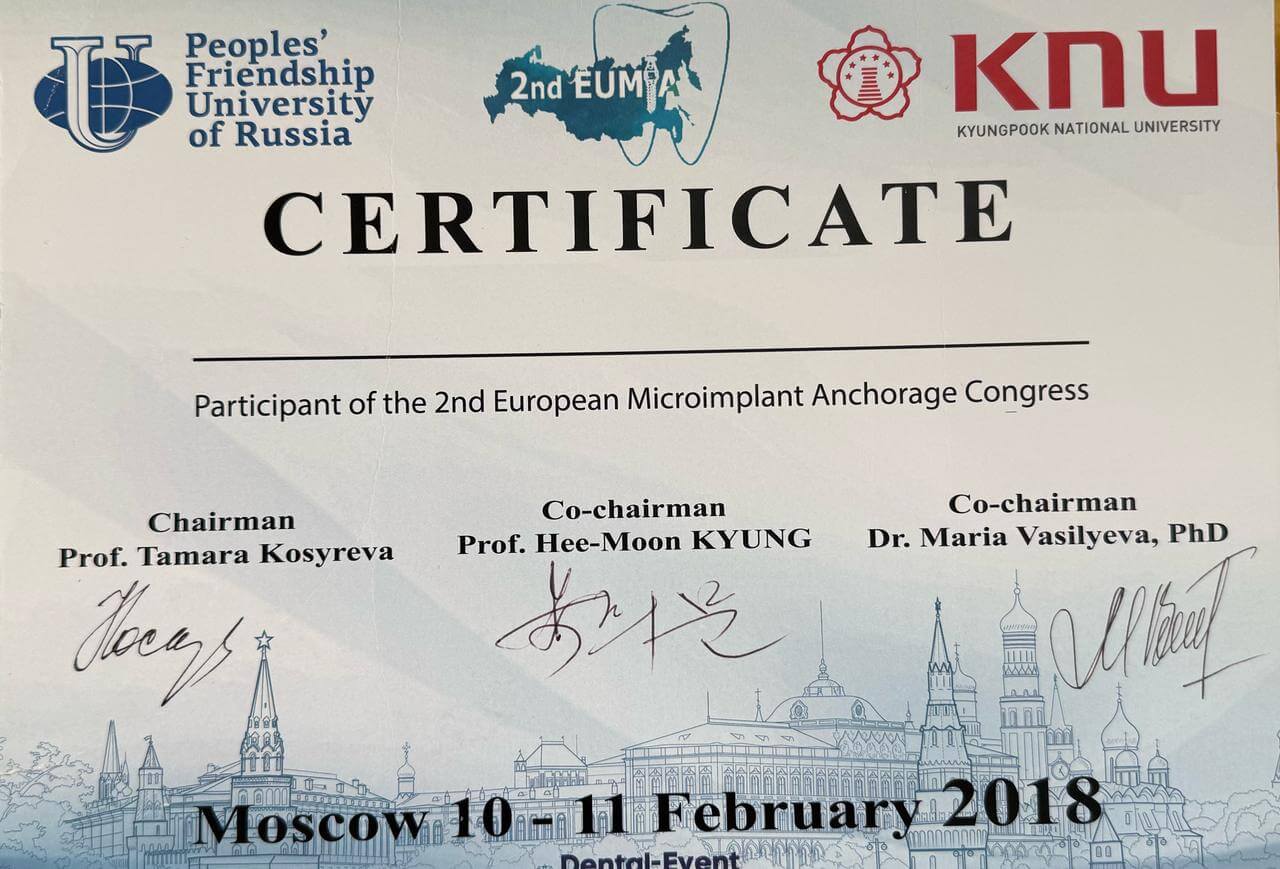 Peoples'
Friendship
University
of Russia
2nd EUMIA
KNU
KYUNGPOOK NATIONAL UNIVERSITY
CERTIFICATE
Participant of the 2nd European Microimplant Anchorage Congress
Chairman
Prof. Tamara Kosyreva
Co-chairman
Prof. Hee-Moon KYUNG
Co-chairman
Dr. Maria Vasilyeva, PhD
Moscow 10 - 11 February 2018
Dental-Event